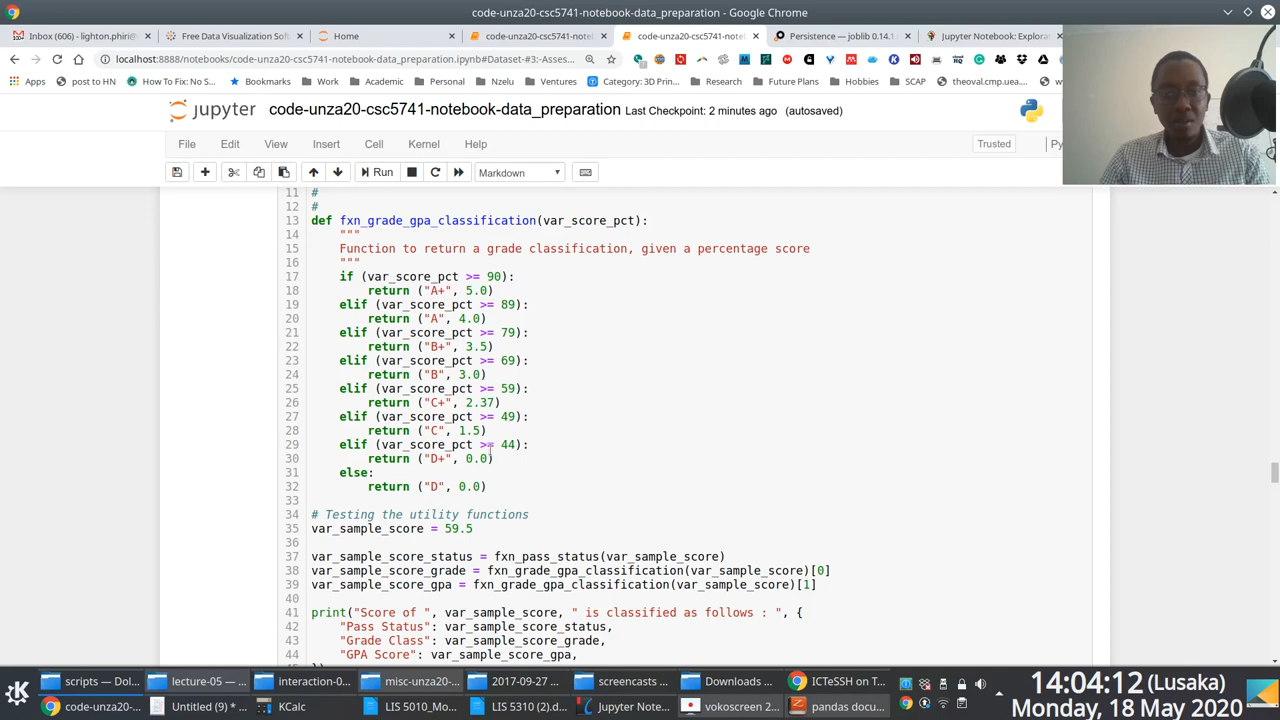 code-unza20-csc5741-notebook-data_preparation - Google Chrome
Inbox (606) - lighton.phiri@
Free Data Visualization Sof
Home
code-unza20-csc5741-noteb
code-unza20-csc5741-noteb
Persistence — joblib 0.14.1
Jupyter Notebook: Explorat
localhost:8888/notebooks/code-unza20-csc5741-notebook-data_preparation.ipynb#Dataset-#3:-Asses...
Apps
post to HN
How To Fix: No S
Bookmarks
Work
Academic
Personal
Nzelu
Ventures
Category: 3D Prin
Research
Future Plans
Hobbies
SCAP
theoval.cmp.uea
jupyter
code-unza20-csc5741-notebook-data_preparation Last Checkpoint: 2 minutes ago (autosaved)
File Edit View Insert Cell Kernel Help
Trusted
Py
Run
Markdown
11 #
12 #
13 def fxn_grade_gpa_classification(var_score_pct):
14 """
15 Function to return a grade classification, given a percentage score
16 """
17 if (var_score_pct >= 90):
18 return ("A+", 5.0)
19 elif (var_score_pct >= 89):
20 return ("A", 4.0)
21 elif (var_score_pct >= 79):
22 return ("B+", 3.5)
23 elif (var_score_pct >= 69):
24 return ("B", 3.0)
25 elif (var_score_pct >= 59):
26 return ("C+", 2.37)
27 elif (var_score_pct >= 49):
28 return ("C", 1.5)
29 elif (var_score_pct >= 44):
30 return ("D+", 0.0)
31 else:
32 return ("D", 0.0)
33
34 # Testing the utility functions
35 var_sample_score = 59.5
36
37 var_sample_score_status = fxn_pass_status(var_sample_score)
38 var_sample_score_grade = fxn_grade_gpa_classification(var_sample_score)[0]
39 var_sample_score_gpa = fxn_grade_gpa_classification(var_sample_score)[1]
40
41 print("Score of ", var_sample_score, " is classified as follows : ", {
42 "Pass Status": var_sample_score_status,
43 "Grade Class": var_sample_score_grade,
44 "GPA Score": var_sample_score_gpa,
scripts — Dol...
lecture-05 — ...
interaction-0...
misc-unza20-...
2017-09-27 ...
screencasts ...
Downloads ...
ICTeSSH on T...
code-unza20-...
Untitled (9) * ...
KCalc
LIS 5010_Mo...
LIS 5310 (2).d...
Jupyter Note...
vokoscreen 2...
pandas docu...
14:04:12 (Lusaka)
Monday, 18 May 2020